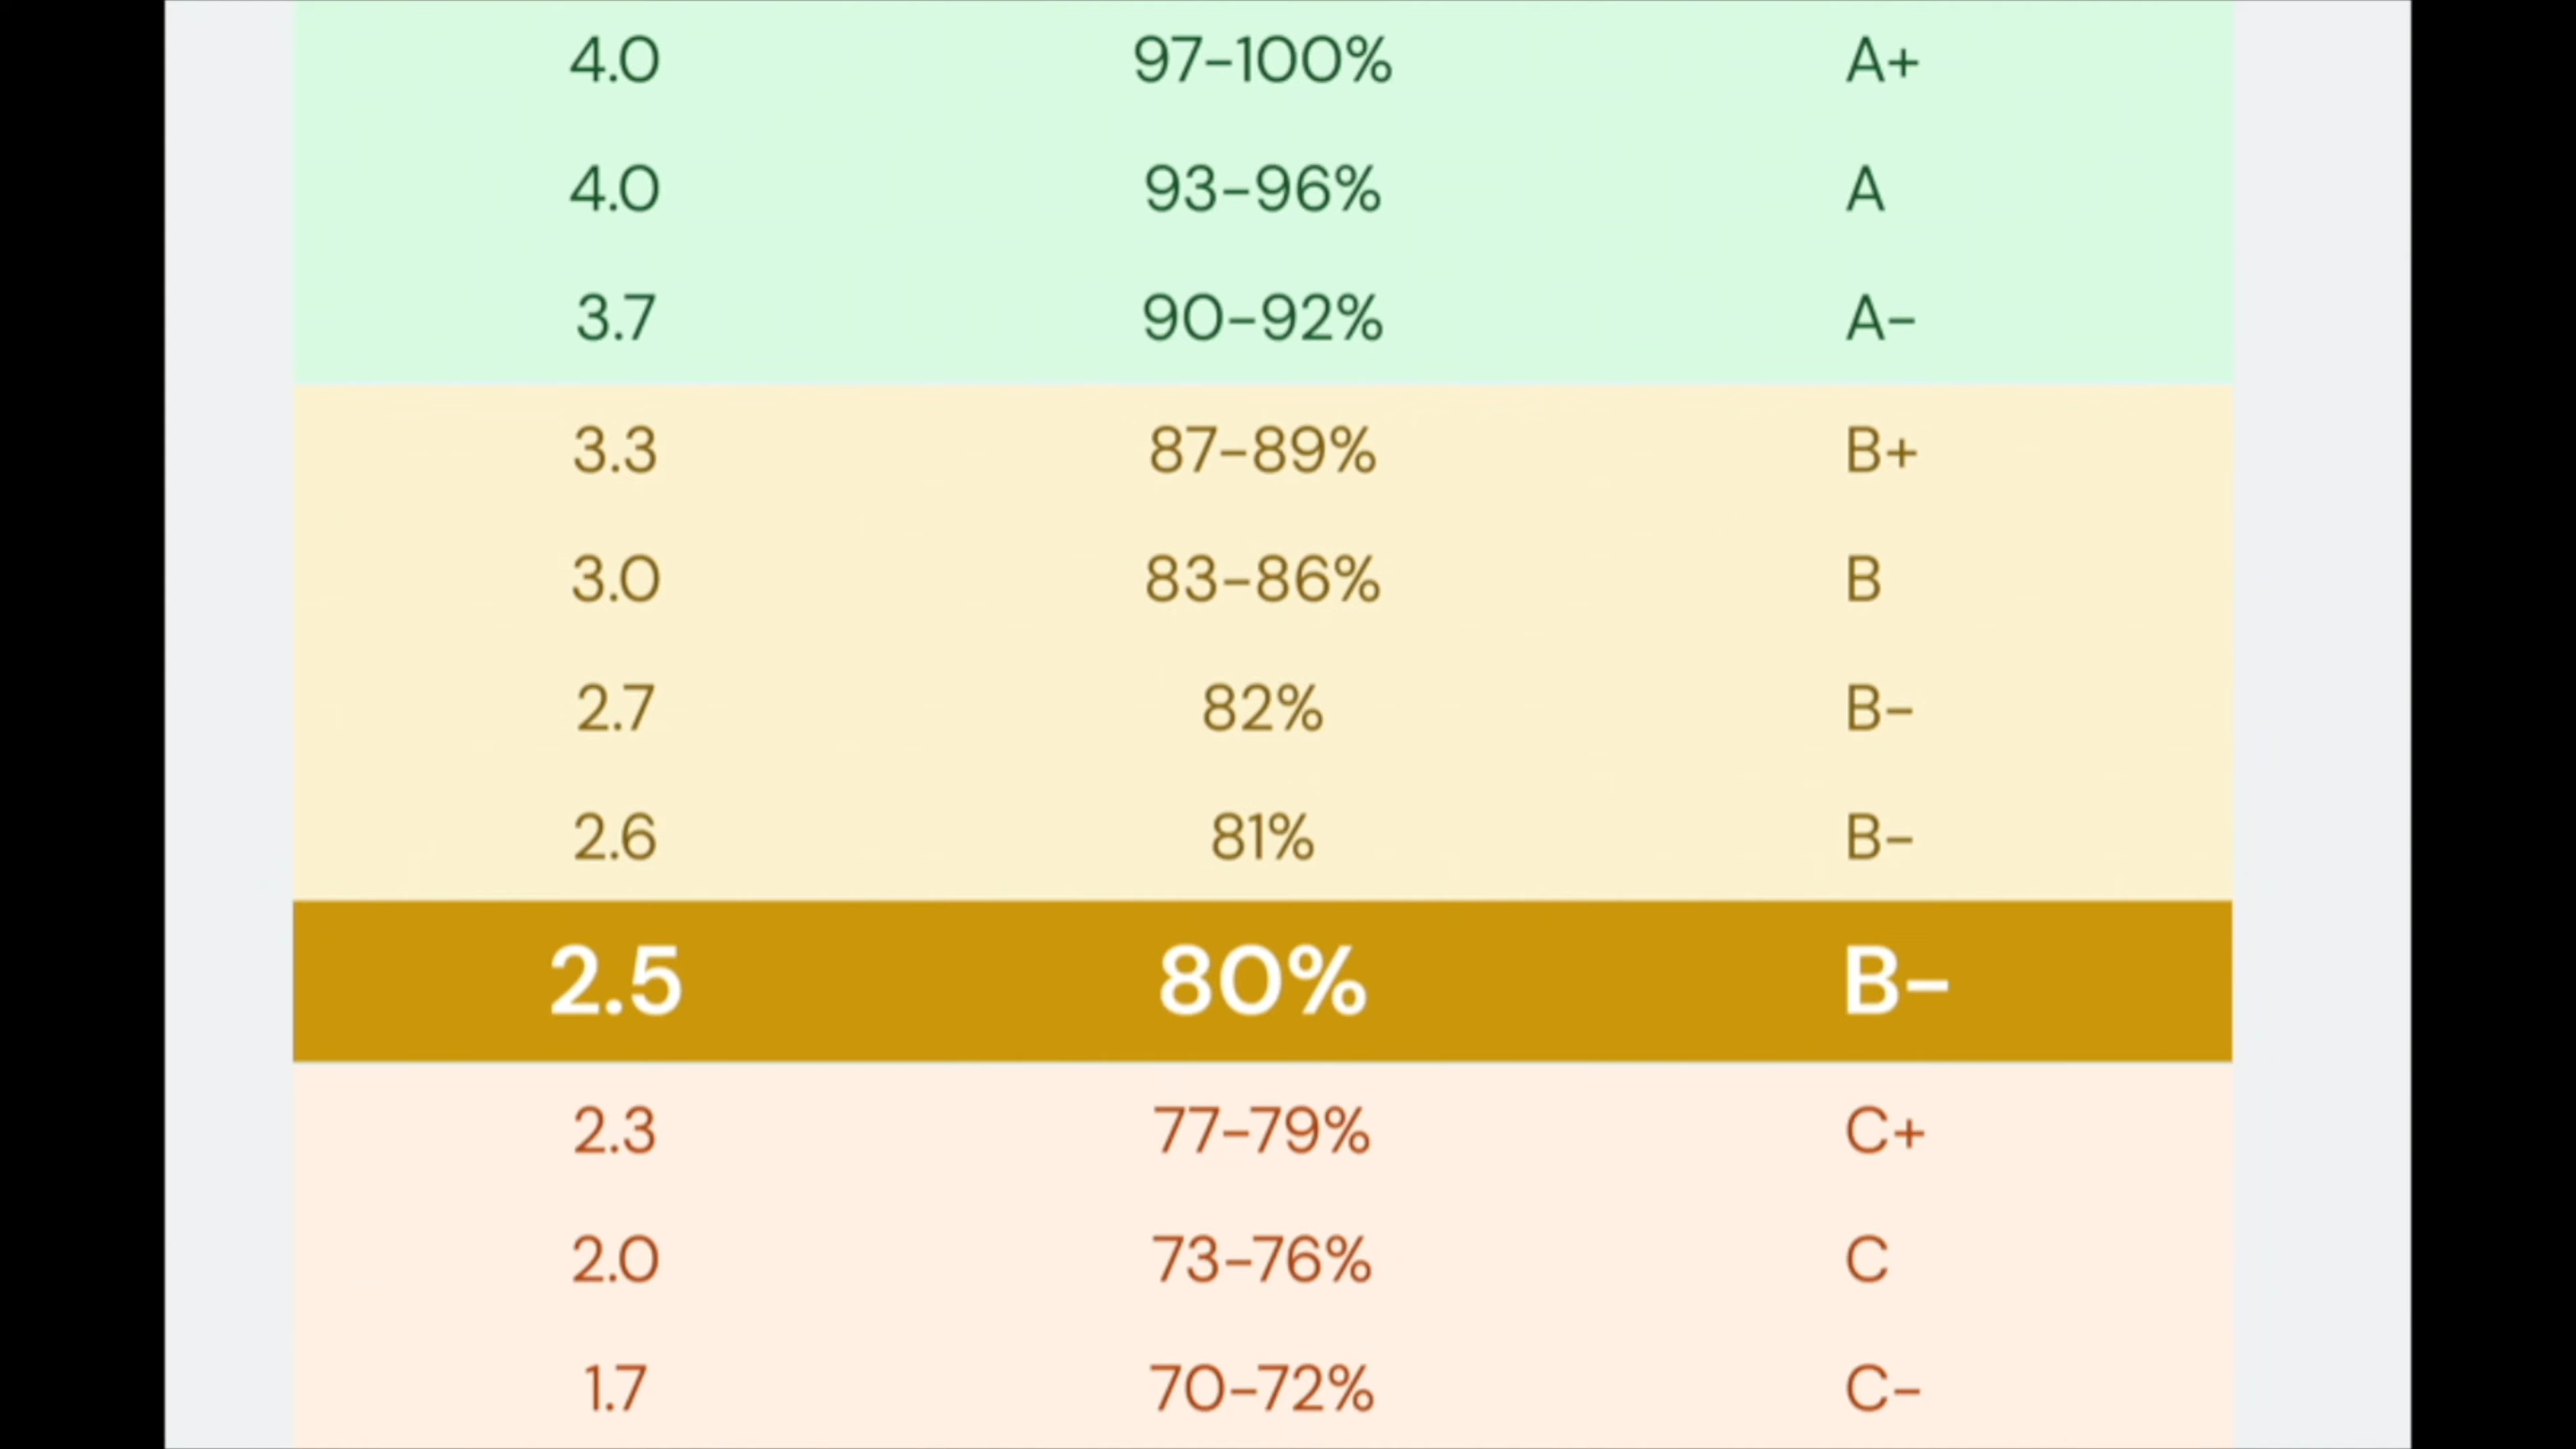 4.0 97-100% A+
4.0 93-96% A
3.7 90-92% A-
3.3 87-89% B+
3.0 83-86% B
2.7 82% B-
2.6 81% B-
2.5 80% B-
2.3 77-79% C+
2.0 73-76% C
1.7 70-72% C-